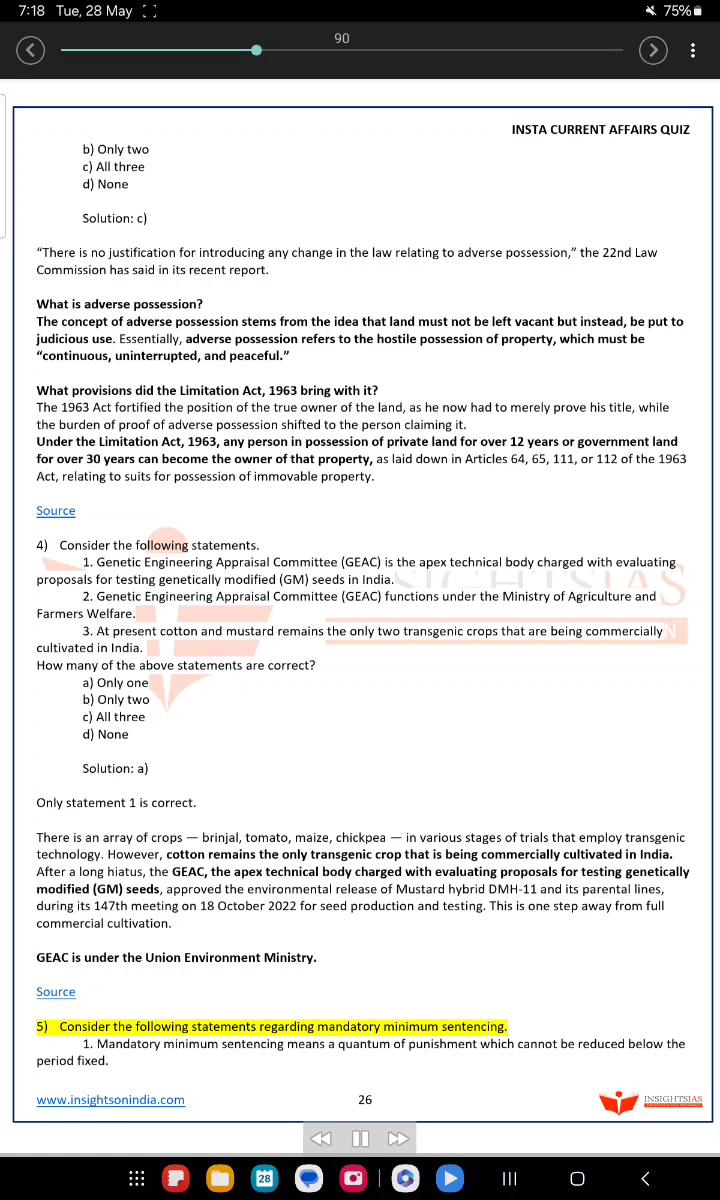 7:18 Tue, 28 May
75%
90
INSTA CURRENT AFFAIRS QUIZ
b) Only two
c) All three
d) None
Solution: c)
“There is no justification for introducing any change in the law relating to adverse possession,” the 22nd Law
Commission has said in its recent report.
What is adverse possession?
The concept of adverse possession stems from the idea that land must not be left vacant but instead, be put to
judicious use. Essentially, adverse possession refers to the hostile possession of property, which must be
“continuous, uninterrupted, and peaceful.”
What provisions did the Limitation Act, 1963 bring with it?
The 1963 Act fortified the position of the true owner of the land, as he now had to merely prove his title, while
the burden of proof of adverse possession shifted to the person claiming it.
Under the Limitation Act, 1963, any person in possession of private land for over 12 years or government land
for over 30 years can become the owner of that property, as laid down in Articles 64, 65, 111, or 112 of the 1963
Act, relating to suits for possession of immovable property.
Source
4) Consider the following statements.
1. Genetic Engineering Appraisal Committee (GEAC) is the apex technical body charged with evaluating
proposals for testing genetically modified (GM) seeds in India.
2. Genetic Engineering Appraisal Committee (GEAC) functions under the Ministry of Agriculture and
Farmers Welfare.
3. At present cotton and mustard remains the only two transgenic crops that are being commercially
cultivated in India.
How many of the above statements are correct?
a) Only one
b) Only two
c) All three
d) None
Solution: a)
Only statement 1 is correct.
There is an array of crops — brinjal, tomato, maize, chickpea — in various stages of trials that employ transgenic
technology. However, cotton remains the only transgenic crop that is being commercially cultivated in India.
After a long hiatus, the GEAC, the apex technical body charged with evaluating proposals for testing genetically
modified (GM) seeds, approved the environmental release of Mustard hybrid DMH-11 and its parental lines,
during its 147th meeting on 18 October 2022 for seed production and testing. This is one step away from full
commercial cultivation.
GEAC is under the Union Environment Ministry.
Source
5) Consider the following statements regarding mandatory minimum sentencing.
1. Mandatory minimum sentencing means a quantum of punishment which cannot be reduced below the
period fixed.
www.insightsonindia.com
26
INSIGHTSIAS
28